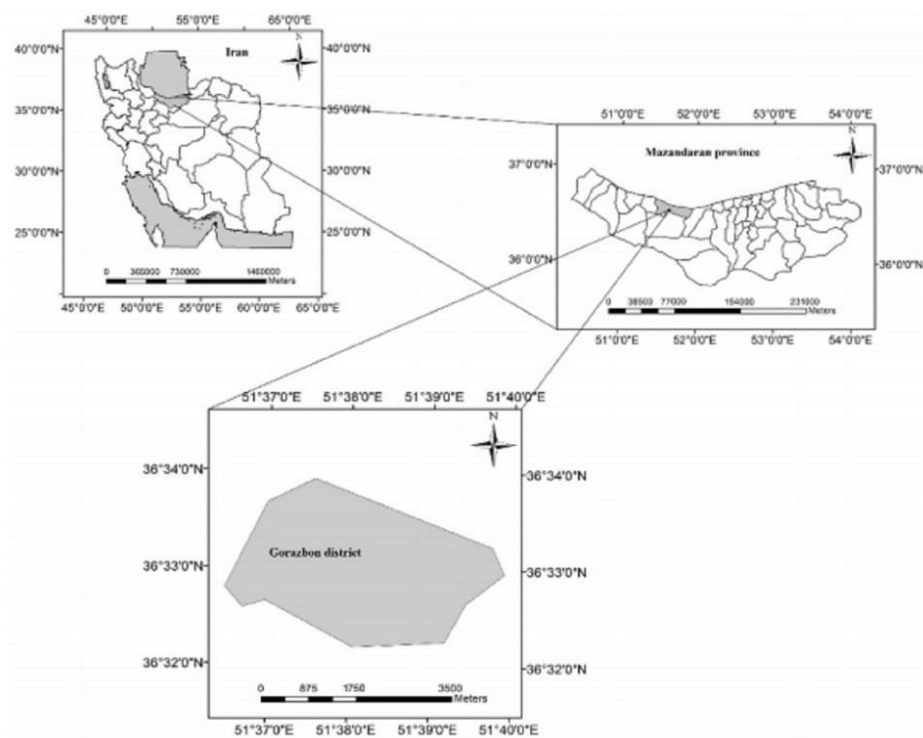 45°0'0"E 55°0'0"E 65°0'0"E
Iran
N
40°0'0"N 40°0'0"N
35°0'0"N 35°0'0"N
30°0'0"N 30°0'0"N
25°0'0"N 25°0'0"N
0 365000 730000 1460000
Meters
45°0'0"E 50°0'0"E 55°0'0"E 60°0'0"E 65°0'0"E
51°0'0"E 52°0'0"E 53°0'0"E 54°0'0"E
Mazandaran province
N
37°0'0"N 37°0'0"N
36°0'0"N 36°0'0"N
0 38500 77000 154000 231000
Meters
51°0'0"E 52°0'0"E 53°0'0"E 54°0'0"E
51°37'0"E 51°38'0"E 51°39'0"E 51°40'0"E
N
36°34'0"N 36°34'0"N
Gorazbon district
36°33'0"N 36°33'0"N
36°32'0"N 36°32'0"N
0 875 1750 3500
Meters
51°37'0"E 51°38'0"E 51°39'0"E 51°40'0"E